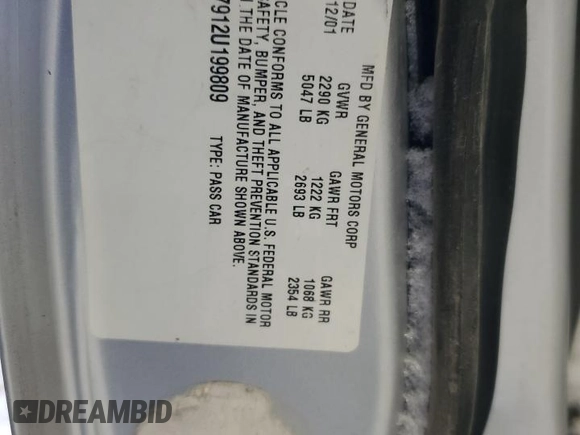 MFD BY GENERAL MOTORS CORP
DATE GVWR GAWR FRT GAWR RR
12/01 2290 KG 1222 KG 1068 KG
5047 LB 2693 LB 2354 LB
CLE CONFORMS TO ALL APPLICABLE U.S. FEDERAL MOTOR
SAFETY, BUMPER, AND THEFT PREVENTION STANDARDS IN
THE DATE OF MANUFACTURE SHOWN ABOVE.
7912U199809 TYPE: PASS CAR
DREAMBID